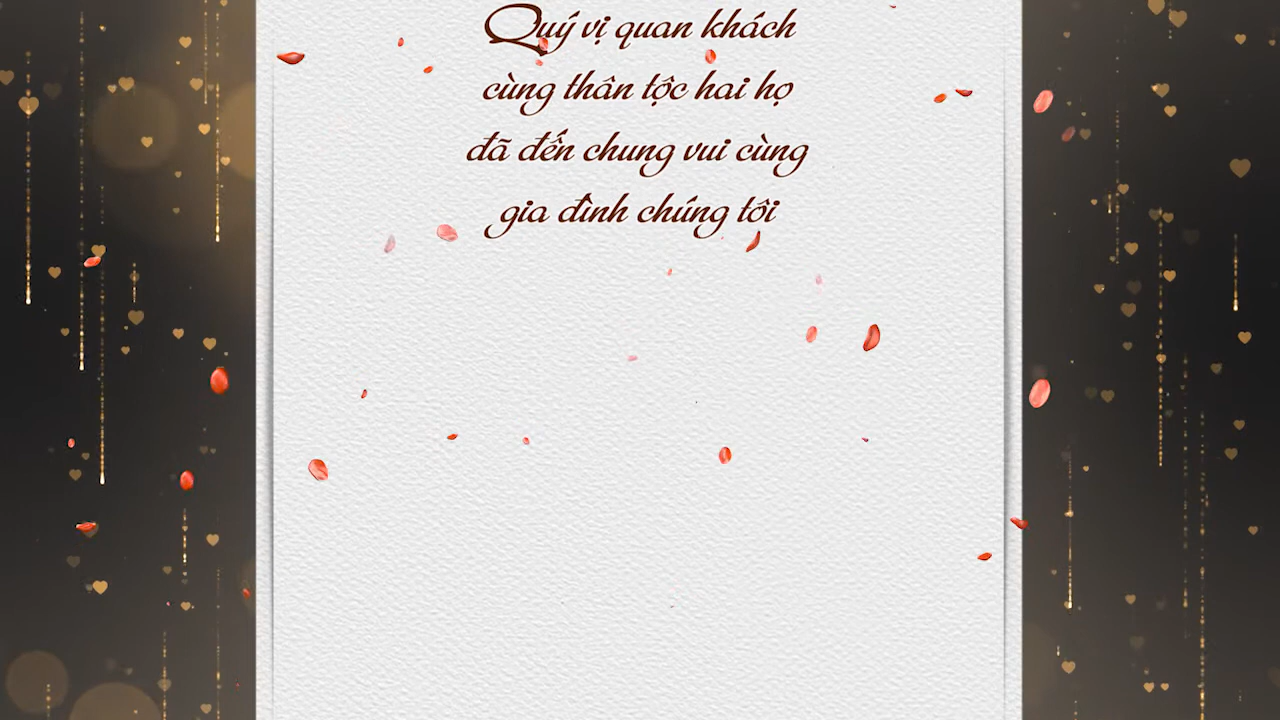 Quý vị quan khách
cùng thân tộc hai họ
đã đến chung vui cùng
gia đình chúng tôi